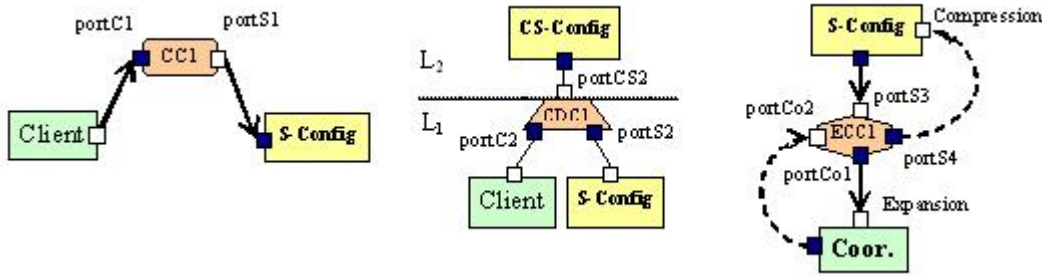 portC1
portS1
CC1
Client
S-Config
CS-Config
L2
portCS2
L1
CDC1
portC2
portS2
Client
S-Config
S-Config
Compression
portS3
portCo2
ECC1
portS4
portCo1
Expansion
Coor.